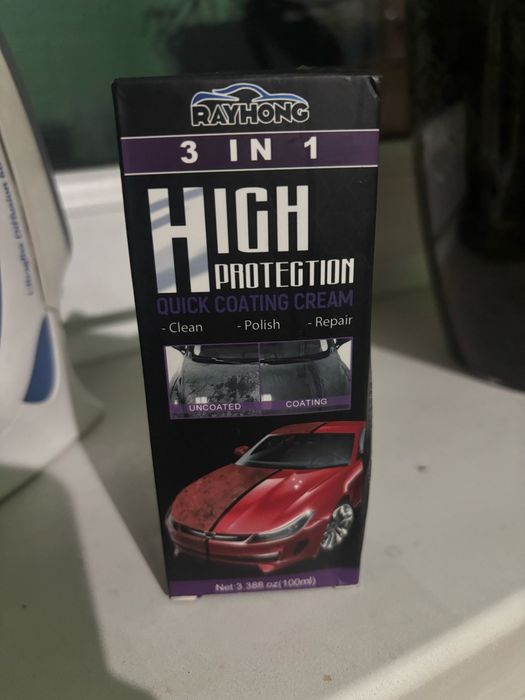 RAYHONG
3 IN 1
HIGH
PROTECTION
QUICK COATING CREAM
- Clean - Polish - Repair
UNCOATED COATING
Net:3.388 oz(100ml)